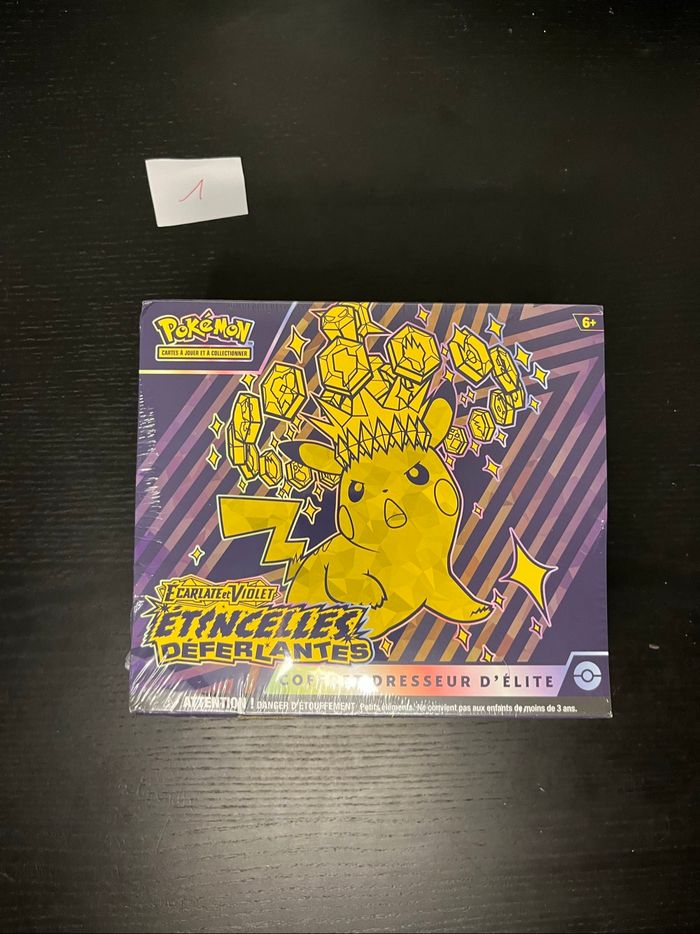 1
POKÉMON
CARTES À JOUER ET À COLLECTIONNER
6+
ÉCARLATE ET VIOLET
ÉTINCELLES
DÉFERLANTES
DRESSEUR D'ÉLITE
ATTENTION ! DANGER D'ÉTOUFFEMENT Petits éléments. Ne convient pas aux enfants de moins de 3 ans.